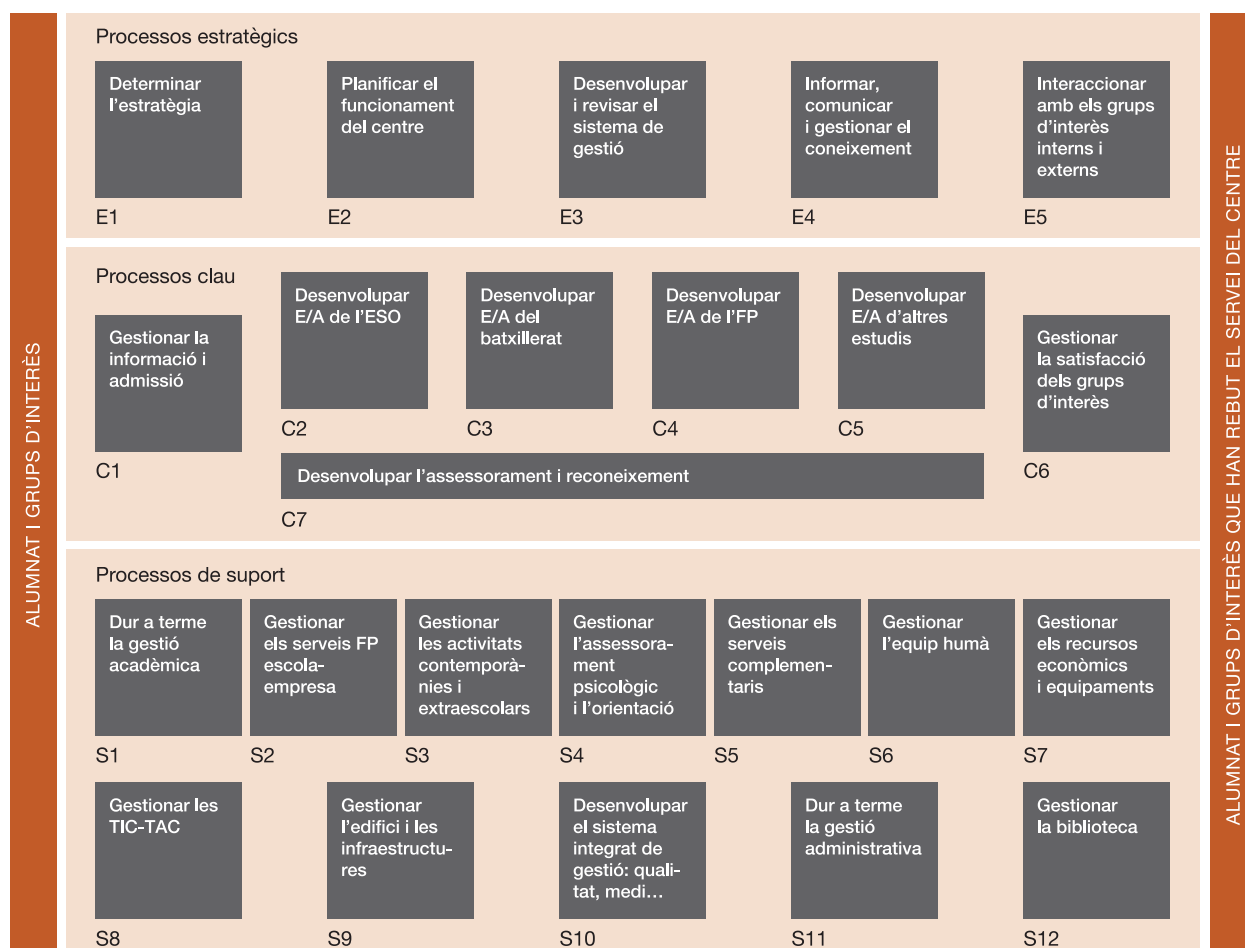 ALUMNAT I GRUPS D'INTERÈS
Processos estratègics
Determinar
l'estratègia
E1
Planificar el
funcionament
del centre
E2
Desenvolupar
i revisar el
sistema de
gestió
E3
Informar,
comunicar
i gestionar el
coneixement
E4
Interaccionar
amb els grups
d'interès
interns i
externs
E5
Processos clau
Gestionar la
informació i
admissió
C1
Desenvolupar
E/A de l'ESO
C2
Desenvolupar
E/A del
batxillerat
C3
Desenvolupar
E/A de l'FP
C4
Desenvolupar
E/A d'altres
estudis
C5
Gestionar
la satisfacció
dels grups
d'interès
C6
Desenvolupar l'assessorament i reconeixement
C7
Processos de suport
Dur a terme
la gestió
acadèmica
S1
Gestionar
els serveis FP
escola-
empresa
S2
Gestionar
les activitats
contemporà-
nies i
extraescolars
S3
Gestionar
l'assessora-
ment
psicològic
i l'orientació
S4
Gestionar els
serveis
complemen-
taris
S5
Gestionar
l'equip humà
S6
Gestionar
els recursos
econòmics
i equipaments
S7
Gestionar les
TIC-TAC
S8
Gestionar
l'edifici i les
infraestructu-
res
S9
Desenvolupar
el sistema
integrat de
gestió: quali-
tat, medi...
S10
Dur a terme
la gestió
administrativa
S11
Gestionar
la biblioteca
S12
ALUMNAT I GRUPS D'INTERÈS QUE HAN REBUT EL SERVEI DEL CENTRE